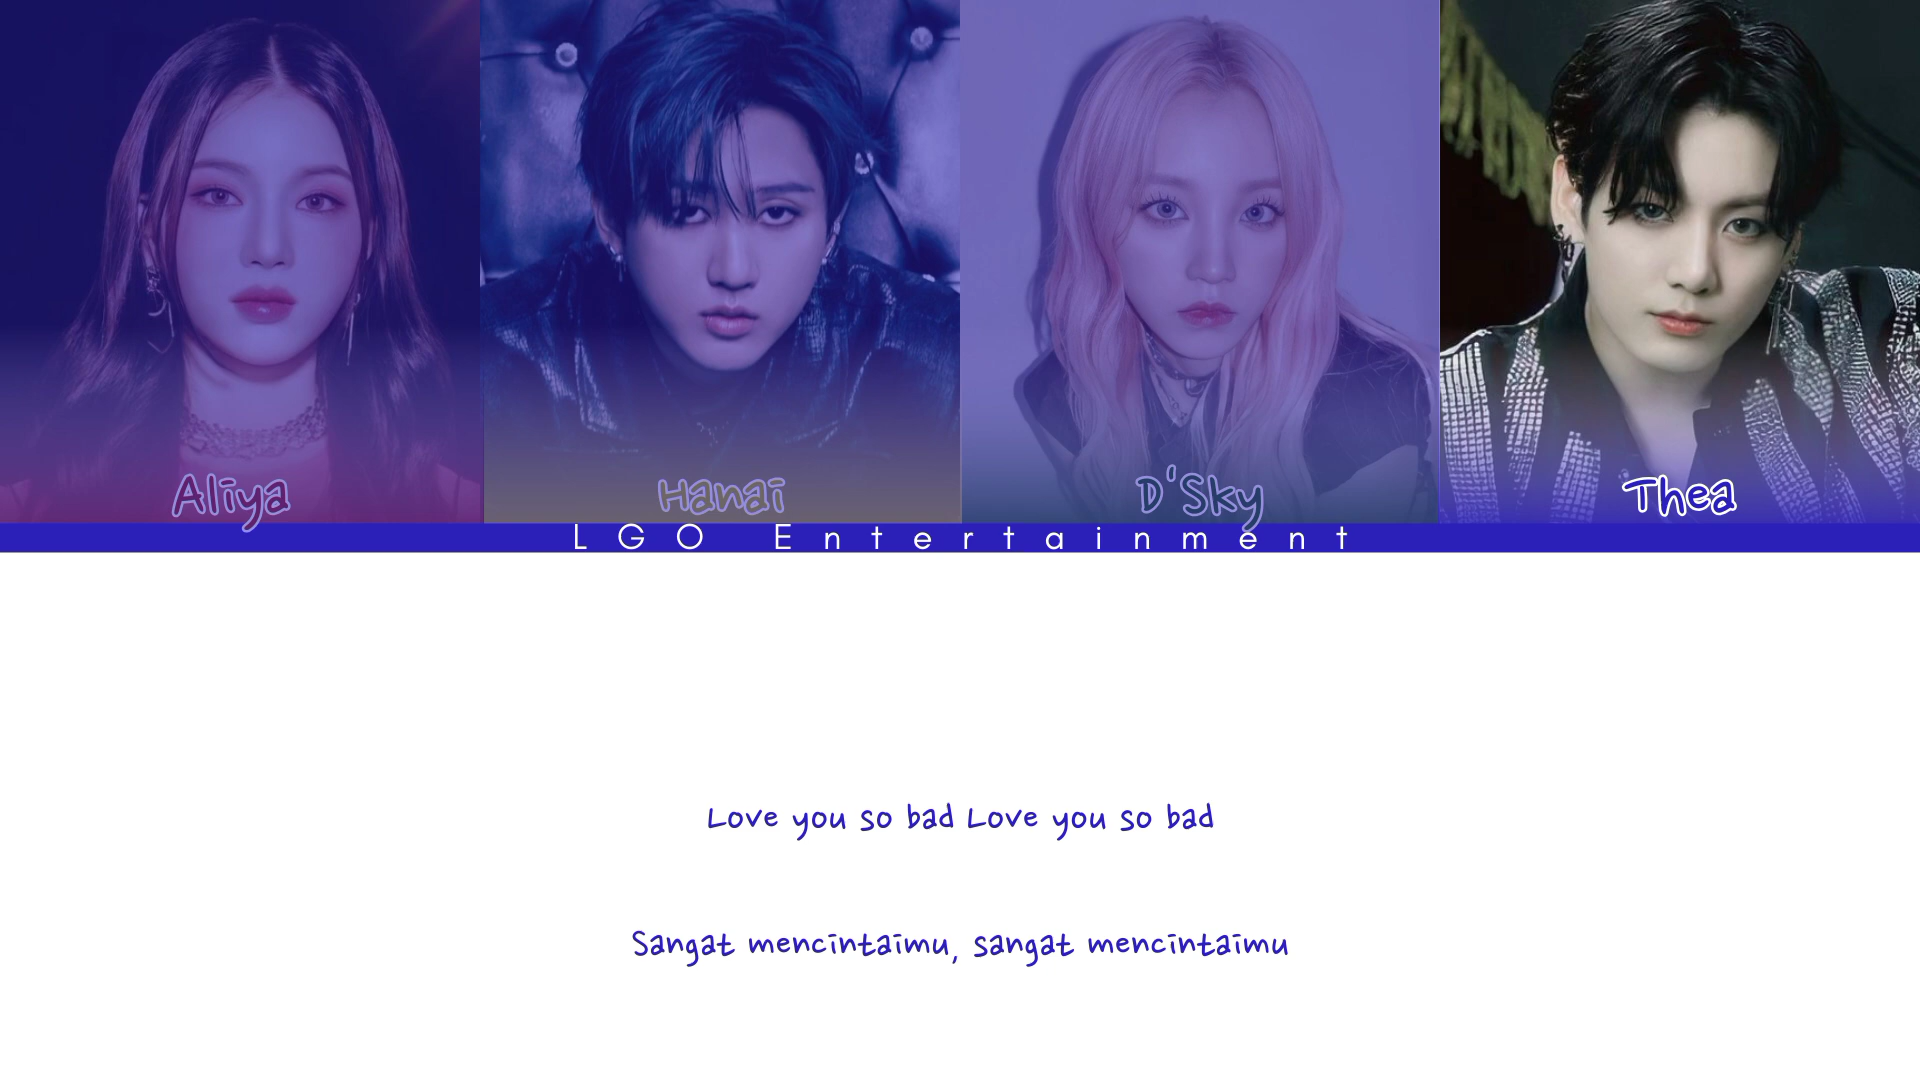 Aliya
Hanai
D'Sky
Thea
LGO Entertainment
Love you so bad Love you so bad
Sangat mencintaimu, sangat mencintaimu